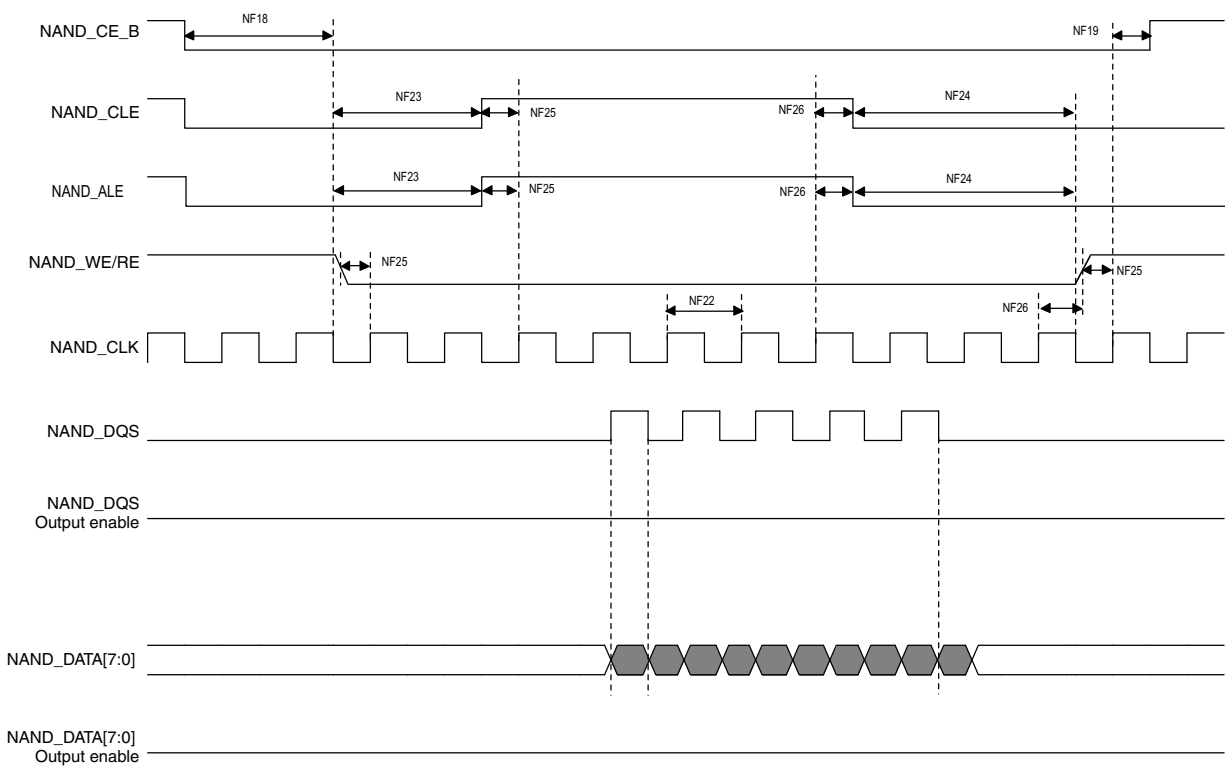 NAND_CE_B
NF18
NF19
NAND_CLE
NF23
NF25
NF26
NF24
NAND_ALE
NF23
NF25
NF26
NF24
NAND_WE/RE
NF25
NF25
NF26
NF22
NAND_CLK
NAND_DQS
NAND_DQS
Output enable
NAND_DATA[7:0]
NAND_DATA[7:0]
Output enable